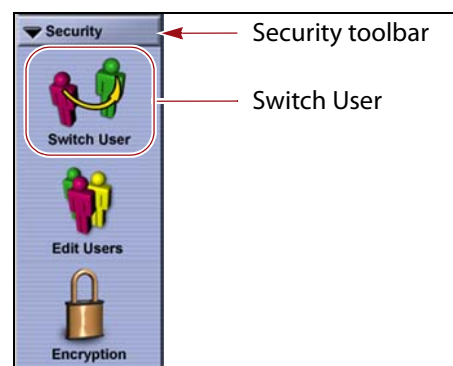 Security
Security toolbar
Switch User
Switch User
Edit Users
Encryption